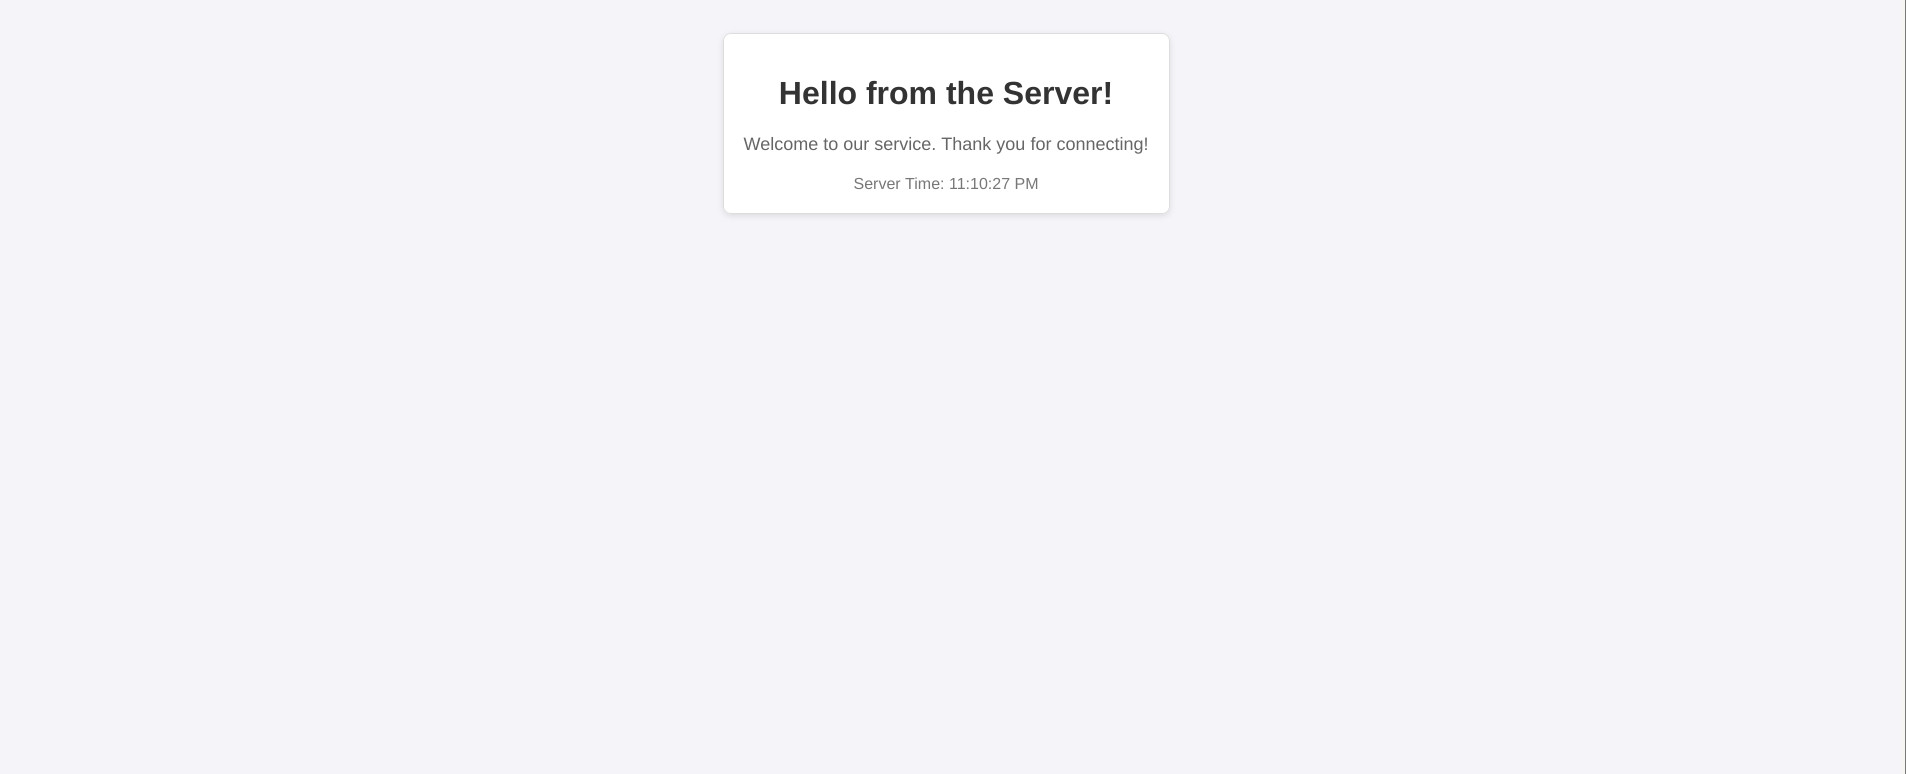 Hello from the Server!
Welcome to our service. Thank you for connecting!
Server Time: 11:10:27 PM